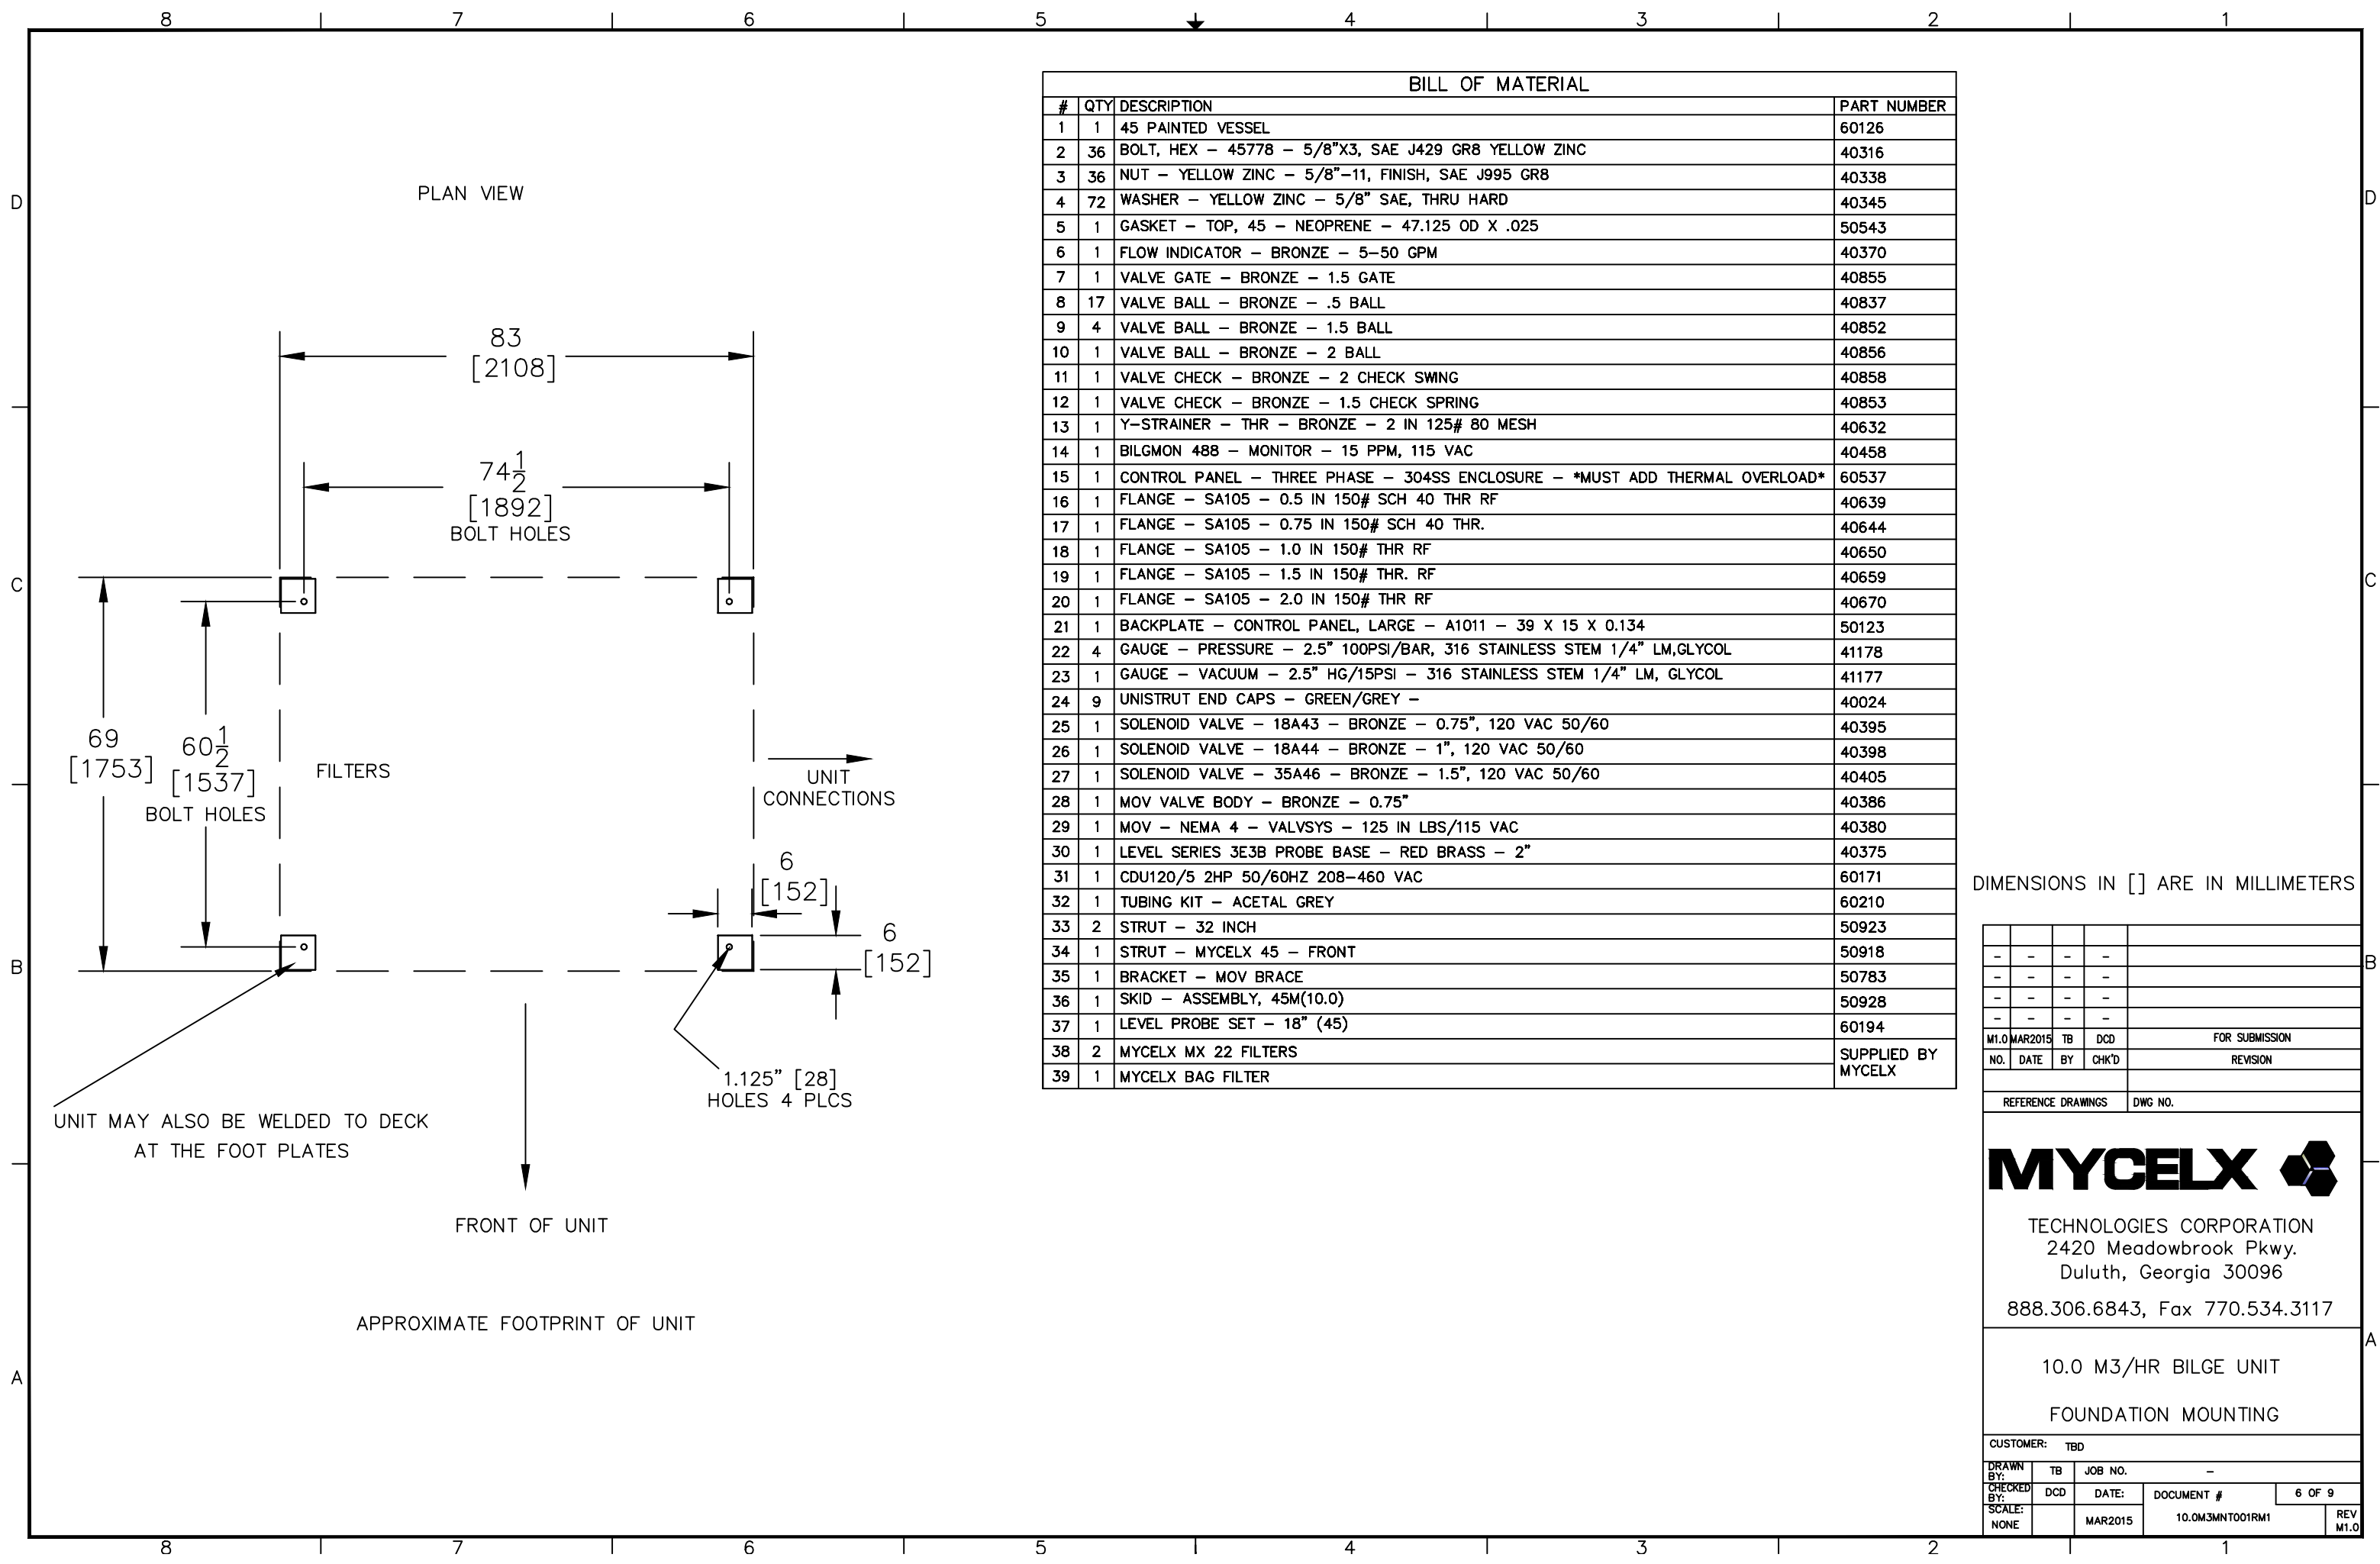 8 7 6 5 4 3 2 1
D
C
B
A
D
C
B
A
PLAN VIEW
83
[2108]
74 1/2
[1892]
BOLT HOLES
69
[1753]
60 1/2
[1537]
BOLT HOLES
FILTERS
UNIT
CONNECTIONS
6
[152]
6
[152]
1.125" [28]
HOLES 4 PLCS
UNIT MAY ALSO BE WELDED TO DECK
AT THE FOOT PLATES
FRONT OF UNIT
APPROXIMATE FOOTPRINT OF UNIT
BILL OF MATERIAL
# QTY DESCRIPTION PART NUMBER
1 1 45 PAINTED VESSEL 60126
2 36 BOLT, HEX – 45778 – 5/8"X3, SAE J429 GR8 YELLOW ZINC 40316
3 36 NUT – YELLOW ZINC – 5/8"–11, FINISH, SAE J995 GR8 40338
4 72 WASHER – YELLOW ZINC – 5/8" SAE, THRU HARD 40345
5 1 GASKET – TOP, 45 – NEOPRENE – 47.125 OD X .025 50543
6 1 FLOW INDICATOR – BRONZE – 5–50 GPM 40370
7 1 VALVE GATE – BRONZE – 1.5 GATE 40855
8 17 VALVE BALL – BRONZE – .5 BALL 40837
9 4 VALVE BALL – BRONZE – 1.5 BALL 40852
10 1 VALVE BALL – BRONZE – 2 BALL 40856
11 1 VALVE CHECK – BRONZE – 2 CHECK SWING 40858
12 1 VALVE CHECK – BRONZE – 1.5 CHECK SPRING 40853
13 1 Y–STRAINER – THR – BRONZE – 2 IN 125# 80 MESH 40632
14 1 BILGMON 488 – MONITOR – 15 PPM, 115 VAC 40458
15 1 CONTROL PANEL – THREE PHASE – 304SS ENCLOSURE – *MUST ADD THERMAL OVERLOAD* 60537
16 1 FLANGE – SA105 – 0.5 IN 150# SCH 40 THR RF 40639
17 1 FLANGE – SA105 – 0.75 IN 150# SCH 40 THR. 40644
18 1 FLANGE – SA105 – 1.0 IN 150# THR RF 40650
19 1 FLANGE – SA105 – 1.5 IN 150# THR. RF 40659
20 1 FLANGE – SA105 – 2.0 IN 150# THR RF 40670
21 1 BACKPLATE – CONTROL PANEL, LARGE – A1011 – 39 X 15 X 0.134 50123
22 4 GAUGE – PRESSURE – 2.5" 100PSI/BAR, 316 STAINLESS STEM 1/4" LM,GLYCOL 41178
23 1 GAUGE – VACUUM – 2.5" HG/15PSI – 316 STAINLESS STEM 1/4" LM, GLYCOL 41177
24 9 UNISTRUT END CAPS – GREEN/GREY – 40024
25 1 SOLENOID VALVE – 18A43 – BRONZE – 0.75", 120 VAC 50/60 40395
26 1 SOLENOID VALVE – 18A44 – BRONZE – 1", 120 VAC 50/60 40398
27 1 SOLENOID VALVE – 35A46 – BRONZE – 1.5", 120 VAC 50/60 40405
28 1 MOV VALVE BODY – BRONZE – 0.75" 40386
29 1 MOV – NEMA 4 – VALVSYS – 125 IN LBS/115 VAC 40380
30 1 LEVEL SERIES 3E3B PROBE BASE – RED BRASS – 2" 40375
31 1 CDU120/5 2HP 50/60HZ 208–460 VAC 60171
32 1 TUBING KIT – ACETAL GREY 60210
33 2 STRUT – 32 INCH 50923
34 1 STRUT – MYCELX 45 – FRONT 50918
35 1 BRACKET – MOV BRACE 50783
36 1 SKID – ASSEMBLY, 45M(10.0) 50928
37 1 LEVEL PROBE SET – 18" (45) 60194
38 2 MYCELX MX 22 FILTERS SUPPLIED BY MYCELX
39 1 MYCELX BAG FILTER
DIMENSIONS IN [] ARE IN MILLIMETERS
– – – –
– – – –
– – – –
– – – –
M1.0 MAR2015 TB DCD FOR SUBMISSION
NO. DATE BY CHK'D REVISION
REFERENCE DRAWINGS DWG NO.
MYCELX
TECHNOLOGIES CORPORATION
2420 Meadowbrook Pkwy.
Duluth, Georgia 30096
888.306.6843, Fax 770.534.3117
10.0 M3/HR BILGE UNIT
FOUNDATION MOUNTING
CUSTOMER: TBD
DRAWN BY: TB JOB NO. –
CHECKED BY: DCD DATE: DOCUMENT # 6 OF 9
SCALE: NONE MAR2015 10.0M3MNT001RM1 REV M1.0
8 7 6 5 4 3 2 1